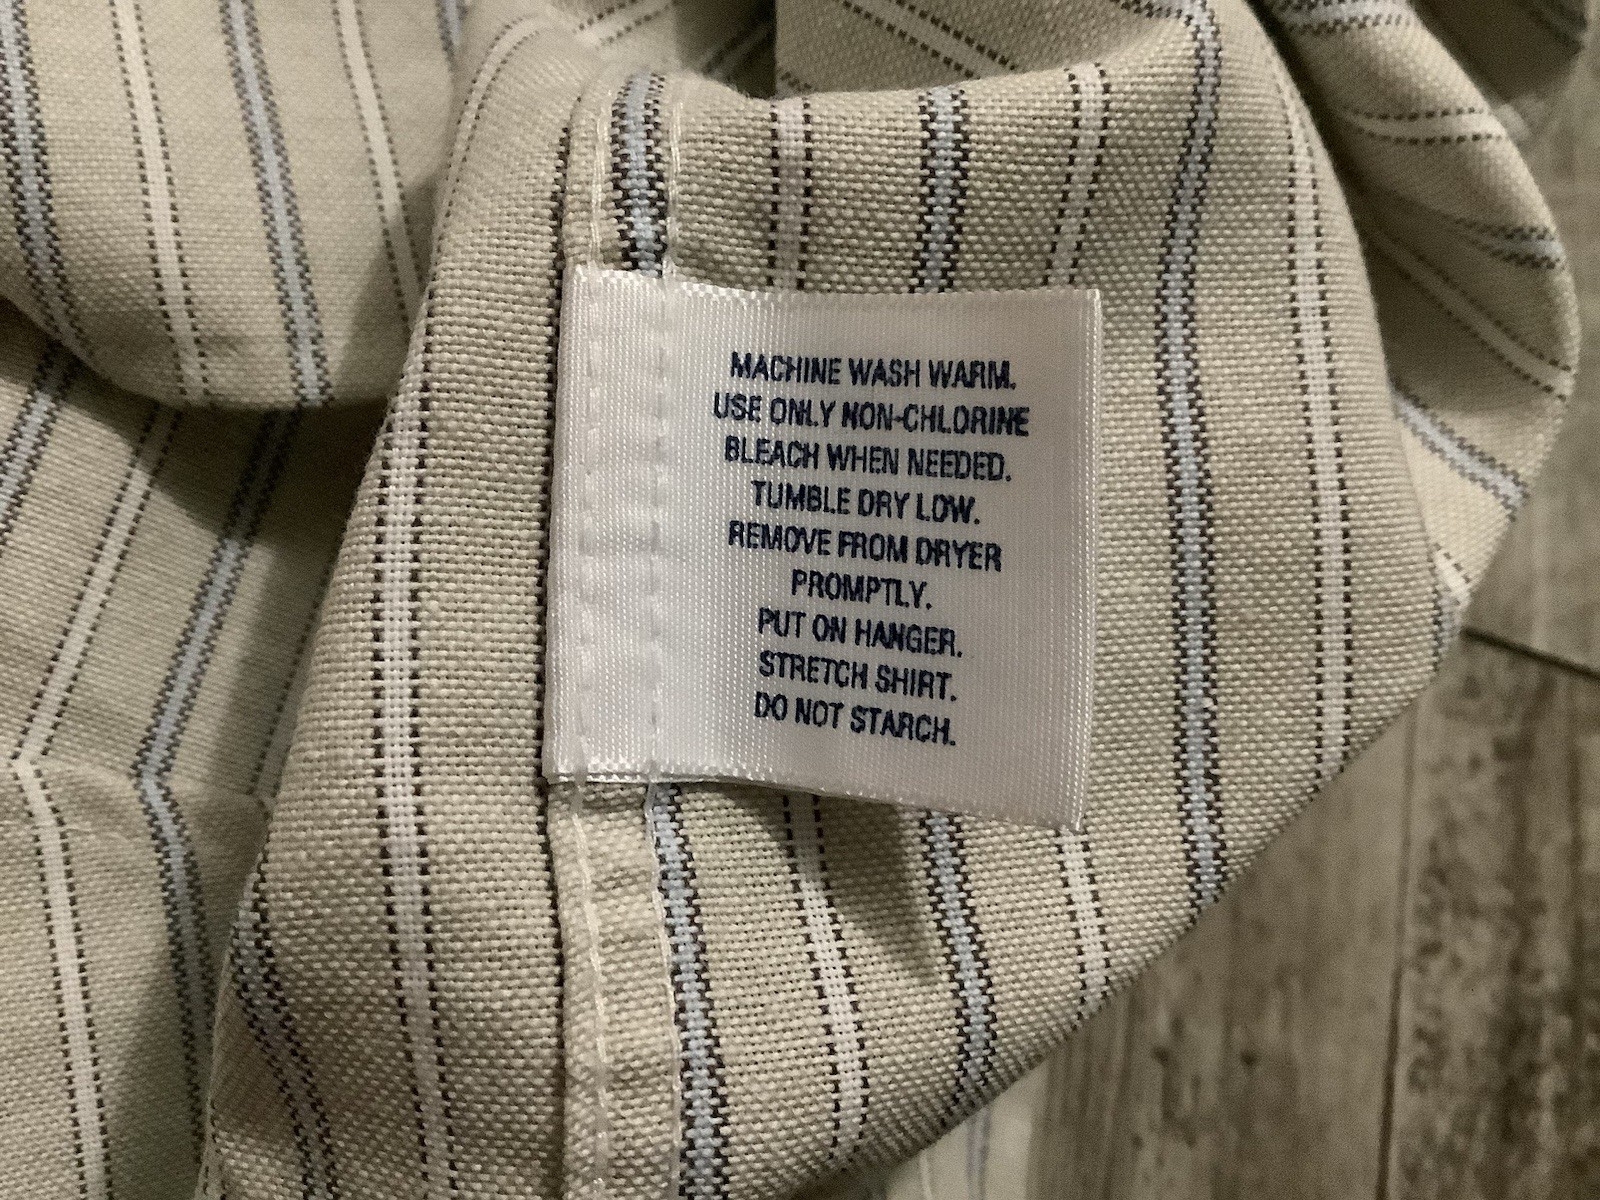 MACHINE WASH WARM.
USE ONLY NON-CHLORINE
BLEACH WHEN NEEDED.
TUMBLE DRY LOW.
REMOVE FROM DRYER
PROMPTLY.
PUT ON HANGER.
STRETCH SHIRT.
DO NOT STARCH.